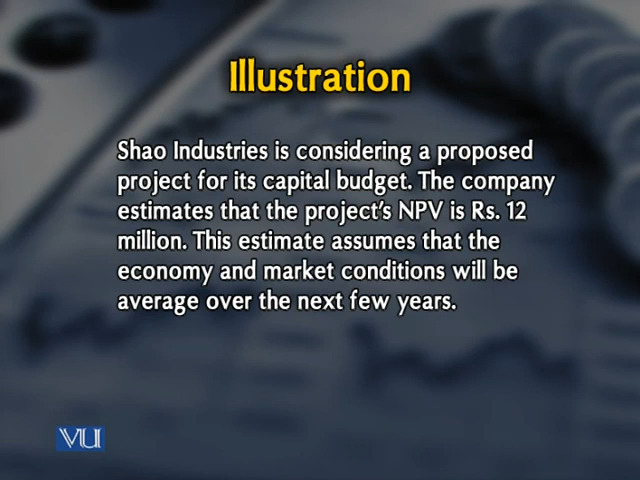 Illustration
Shao Industries is considering a proposed
project for its capital budget. The company
estimates that the project's NPV is Rs. 12
million. This estimate assumes that the
economy and market conditions will be
average over the next few years.
VU